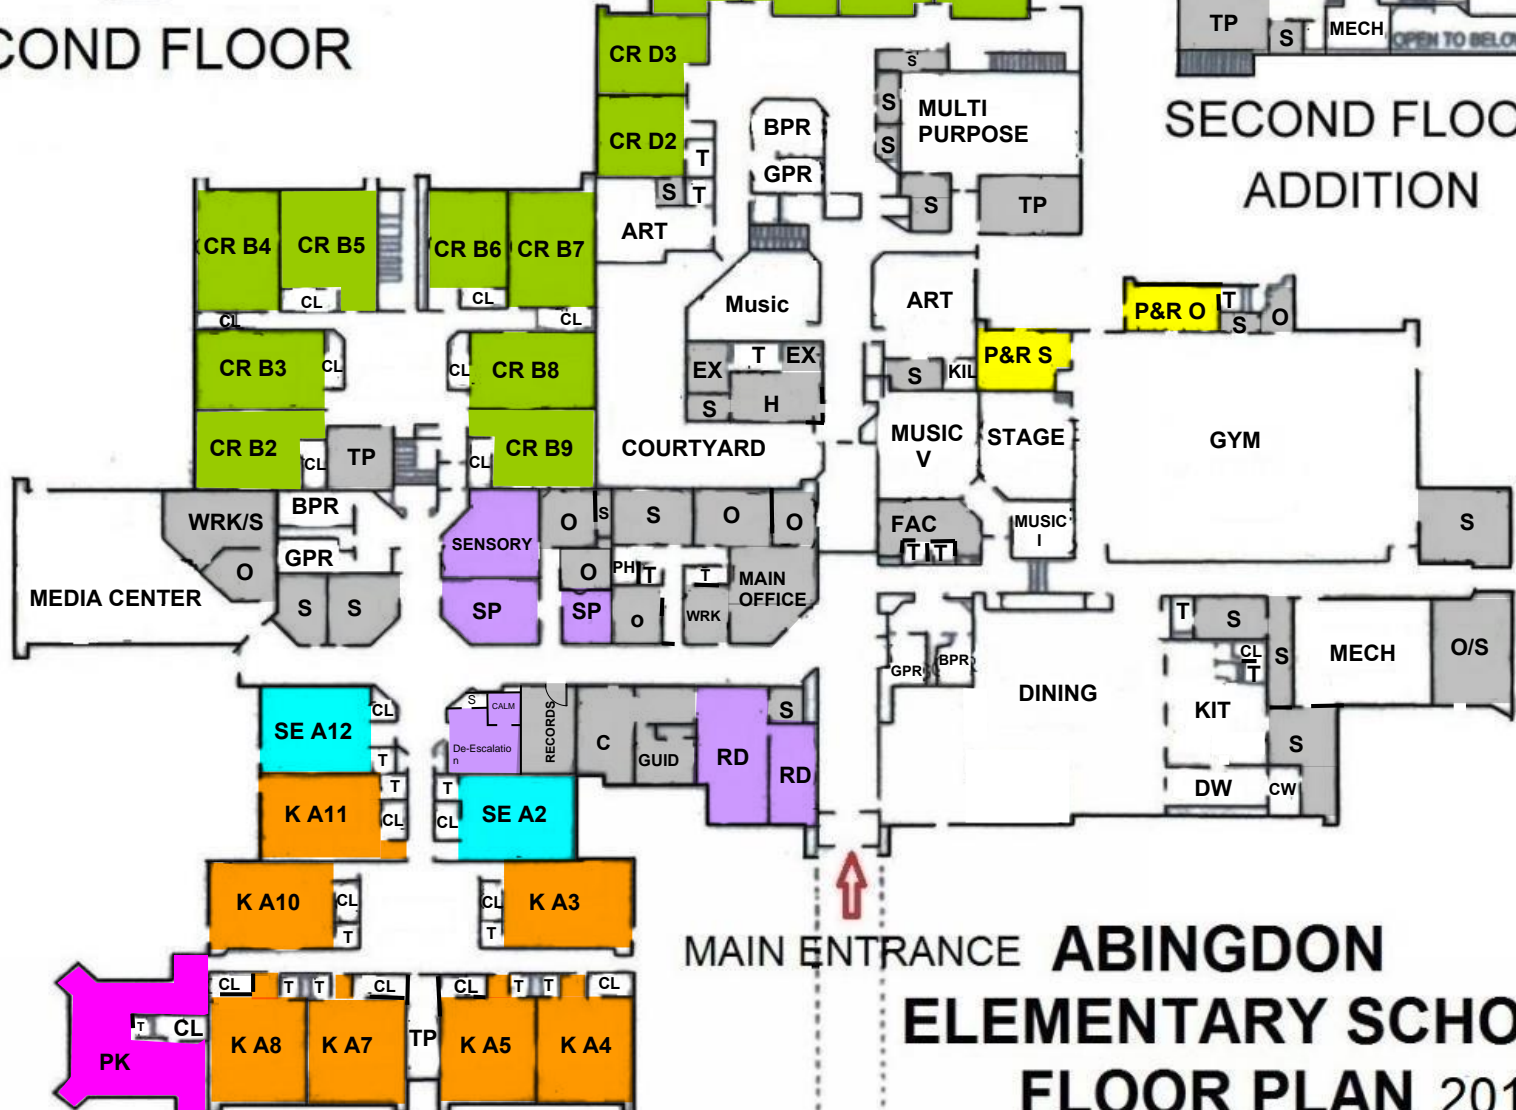 COND FLOOR
TP
S
MECH
OPEN TO BELOW
SECOND FLOO
ADDITION
CR D3
CR D2
T
S
T
ART
BPR
GPR
S
S
S
MULTI
PURPOSE
S
TP
CR B4
CR B5
CL
CL
CR B6
CR B7
CL
CL
CR B3
CL
CL
CR B8
CR B2
CL
TP
CL
CR B9
Music
EX
T
EX
S
H
COURTYARD
ART
S
KIL
P&R S
P&R O
T
S
O
MUSIC
V
STAGE
GYM
FAC
T
T
MUSIC
I
S
WRK/S
O
MEDIA CENTER
BPR
GPR
S
S
SENSORY
SP
O
S
S
O
O
O
PH
T
T
SP
o
WRK
MAIN
OFFICE
GPR
BPR
DINING
T
S
CL
T
S
MECH
O/S
KIT
S
DW
CW
SE A12
CL
T
S
CALM
De-Escalatio
n
RECORDS
C
GUID
RD
S
RD
K A11
T
CL
T
CL
SE A2
K A10
CL
T
CL
T
K A3
MAIN ENTRANCE
CL
T
T
CL
CL
T
T
CL
T
CL
PK
K A8
K A7
TP
K A5
K A4
ABINGDON
ELEMENTARY SCHO
FLOOR PLAN 201